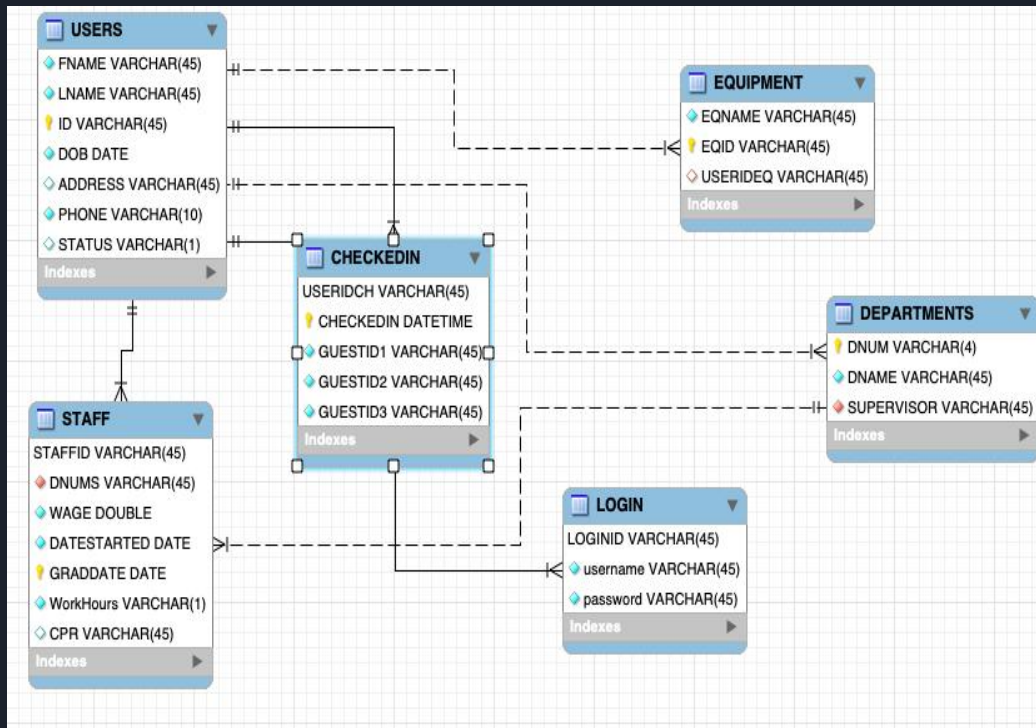 USERS
FNAME VARCHAR(45)
LNAME VARCHAR(45)
ID VARCHAR(45)
DOB DATE
ADDRESS VARCHAR(45)
PHONE VARCHAR(10)
STATUS VARCHAR(1)
Indexes
EQUIPMENT
EQNAME VARCHAR(45)
EQID VARCHAR(45)
USERIDEQ VARCHAR(45)
Indexes
CHECKEDIN
USERIDCH VARCHAR(45)
CHECKEDIN DATETIME
GUESTID1 VARCHAR(45)
GUESTID2 VARCHAR(45)
GUESTID3 VARCHAR(45)
Indexes
DEPARTMENTS
DNUM VARCHAR(4)
DNAME VARCHAR(45)
SUPERVISOR VARCHAR(45)
Indexes
STAFF
STAFFID VARCHAR(45)
DNUMS VARCHAR(45)
WAGE DOUBLE
DATESTARTED DATE
GRADDATE DATE
WorkHours VARCHAR(1)
CPR VARCHAR(45)
Indexes
LOGIN
LOGINID VARCHAR(45)
username VARCHAR(45)
password VARCHAR(45)
Indexes